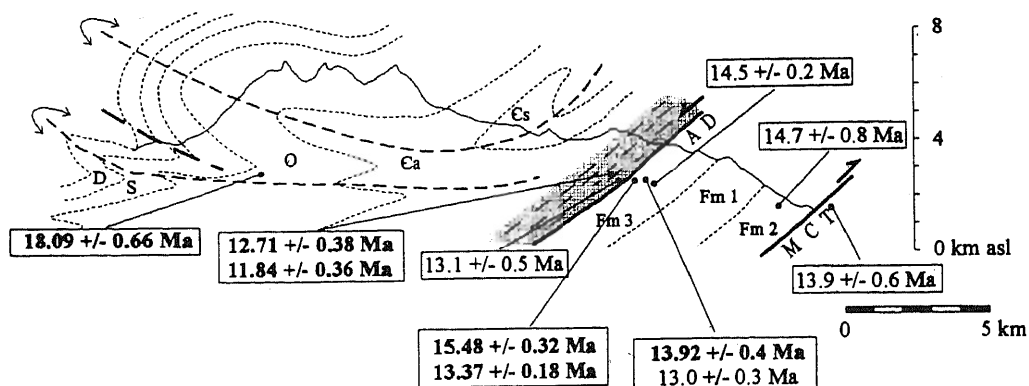 8
14.5 +/- 0.2 Ma
Єs
A D
14.7 +/- 0.8 Ma
4
O
Єa
D
S
Fm 1
Fm 3
Fm 2
M C T
18.09 +/- 0.66 Ma
12.71 +/- 0.38 Ma
11.84 +/- 0.36 Ma
13.1 +/- 0.5 Ma
0 km asl
13.9 +/- 0.6 Ma
0 5 km
15.48 +/- 0.32 Ma
13.37 +/- 0.18 Ma
13.92 +/- 0.4 Ma
13.0 +/- 0.3 Ma